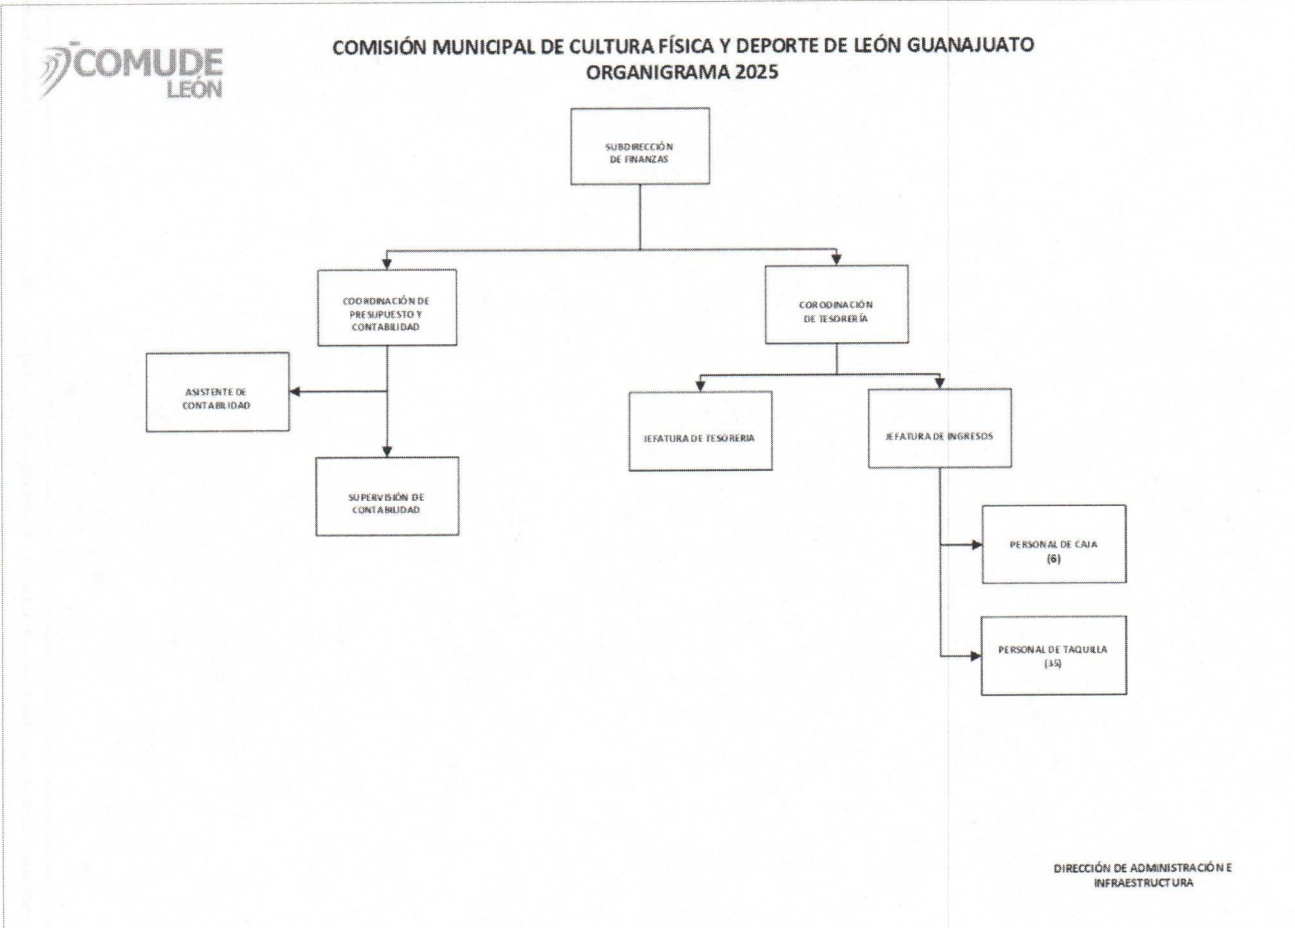 COMUDE
LEÓN
COMISIÓN MUNICIPAL DE CULTURA FÍSICA Y DEPORTE DE LEÓN GUANAJUATO
ORGANIGRAMA 2025
SUBDIRECCIÓN
DE FINANZAS
COORDINACIÓN DE
PRESUPUESTO Y
CONTABILIDAD
CORODINACIÓN
DE TESORERÍA
ASISTENTE DE
CONTABILIDAD
JEFATURA DE TESORERIA
JEFATURA DE INGRESOS
SUPERVISIÓN DE
CONTABILIDAD
PERSONAL DE CAJA
(6)
PERSONAL DE TAQUILLA
(35)
DIRECCIÓN DE ADMINISTRACIÓN E
INFRAESTRUCTURA